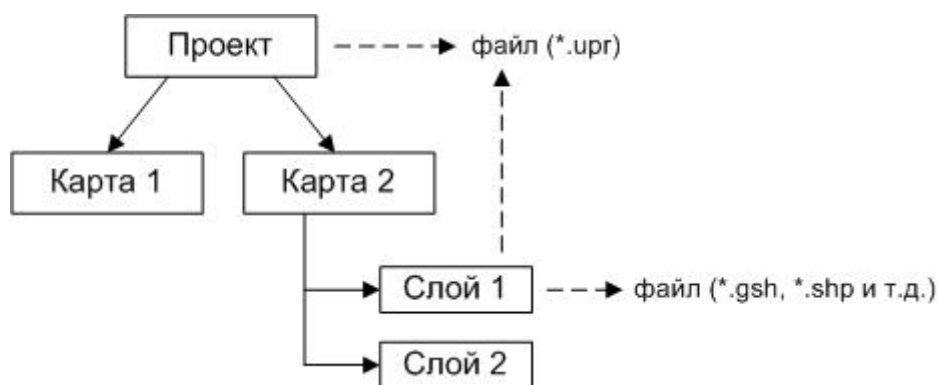 Проект
файл (*.upr)
Карта 1
Карта 2
Слой 1
файл (*.gsh, *.shp и т.д.)
Слой 2